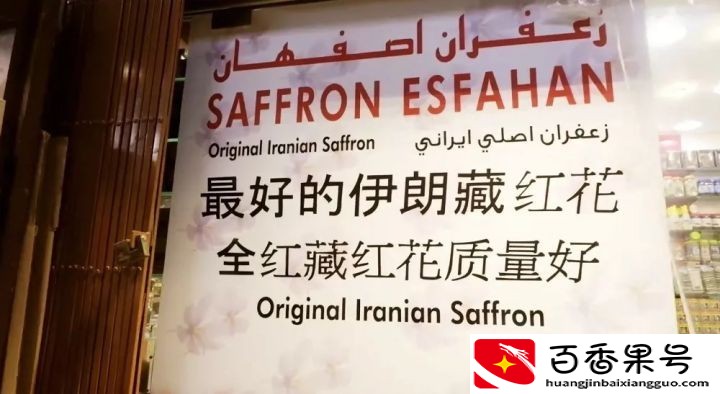 زعفران اصفهان
SAFFRON ESFAHAN
Original Iranian Saffron زعفران اصلي ايراني
最好的伊朗藏红花
全红藏红花质量好
Original Iranian Saffron
百香果号
huangjinbaixiangguo.com